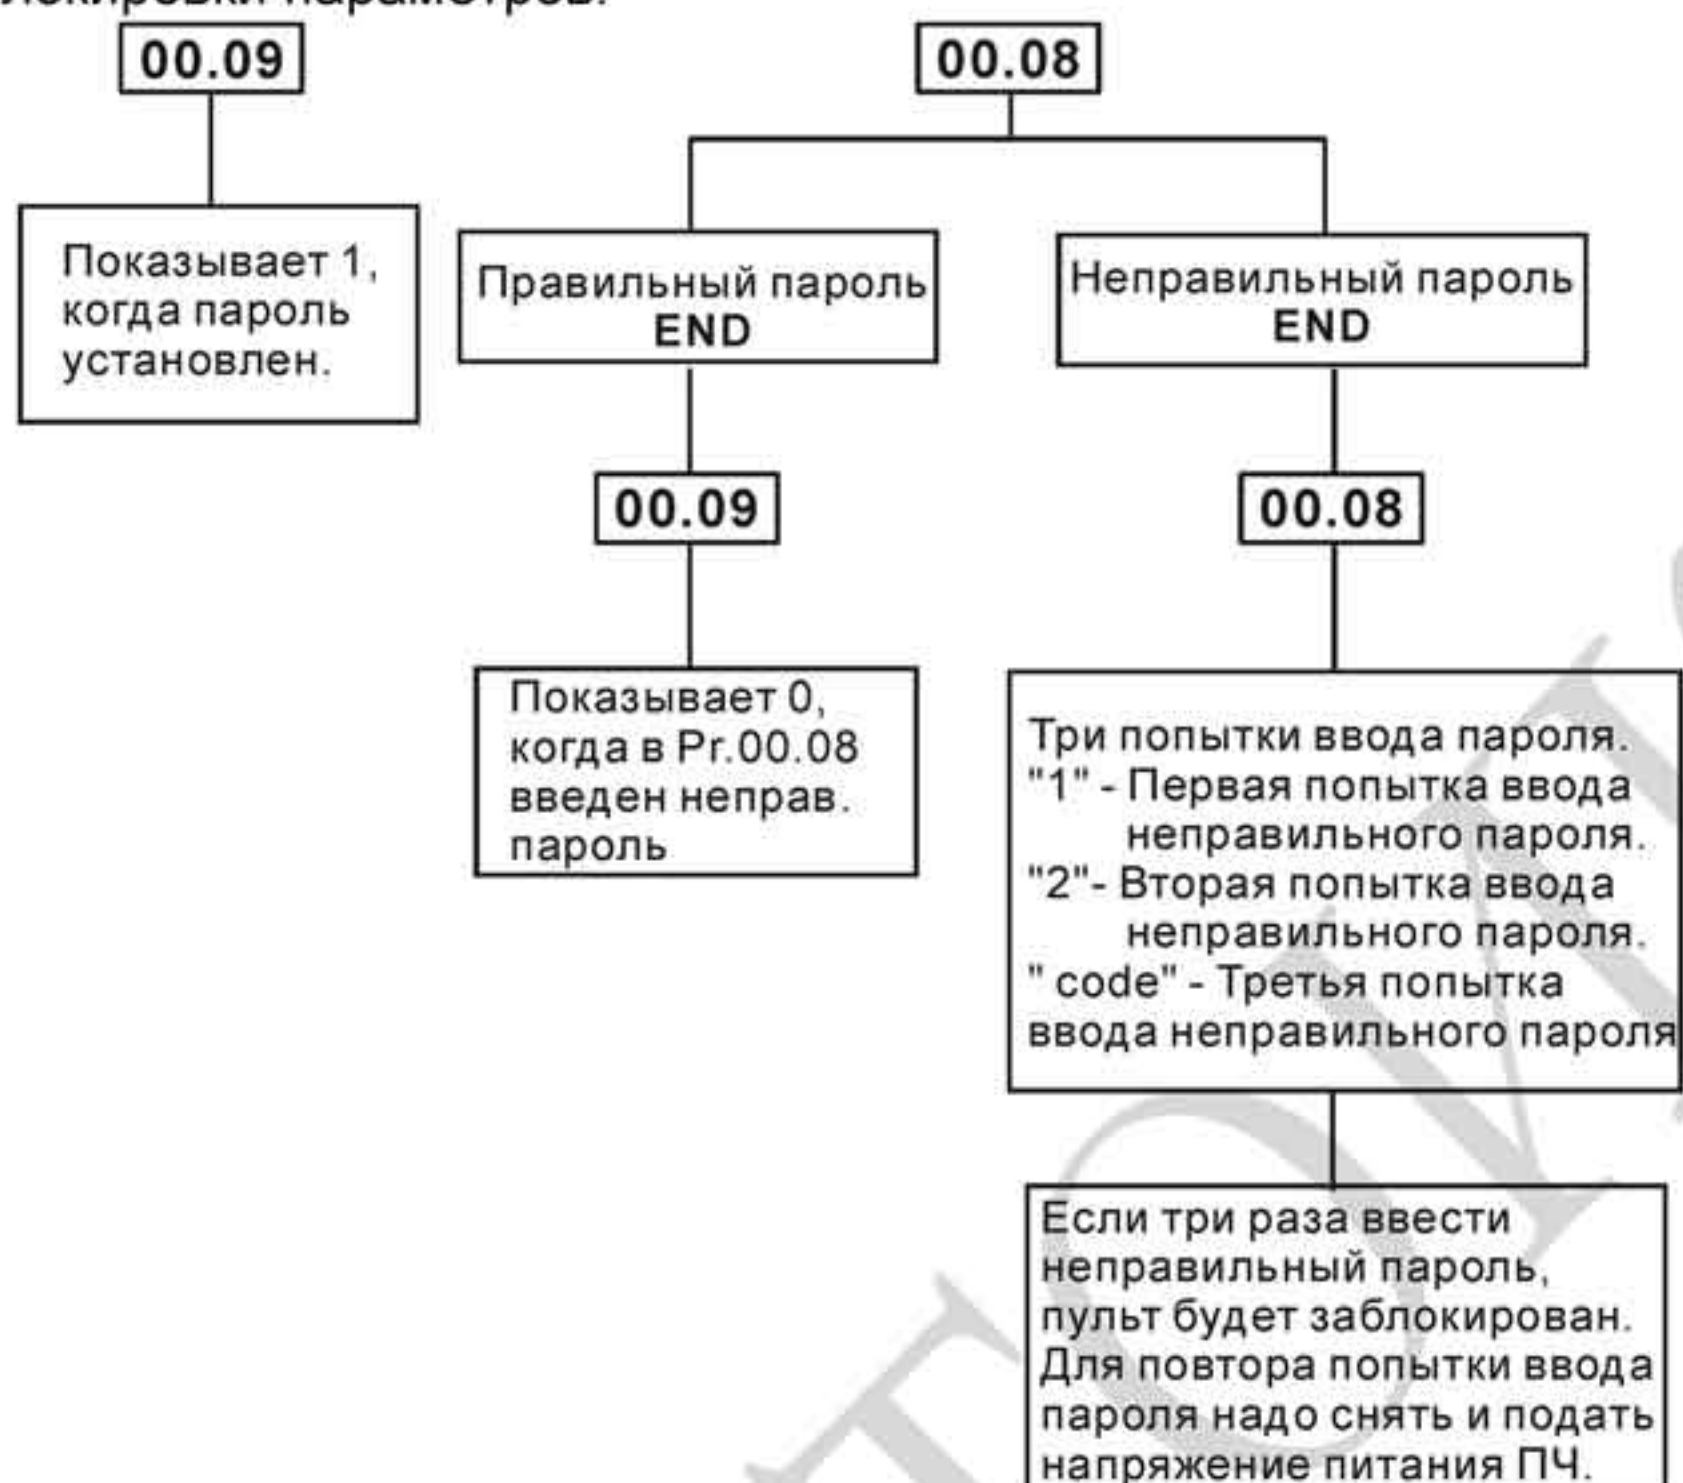 параметров.
00.09
00.08
Показывает 1,
когда пароль
установлен.
Правильный пароль
END
Неправильный пароль
END
00.09
00.08
Показывает 0,
когда в Pr.00.08
введен неправ.
пароль
Три попытки ввода пароля.
"1" - Первая попытка ввода
неправильного пароля.
"2"- Вторая попытка ввода
неправильного пароля.
" code" - Третья попытка
ввода неправильного пароля
Если три раза ввести
неправильный пароль,
пульт будет заблокирован.
Для повтора попытки ввода
пароля надо снять и подать
напряжение питания ПЧ.